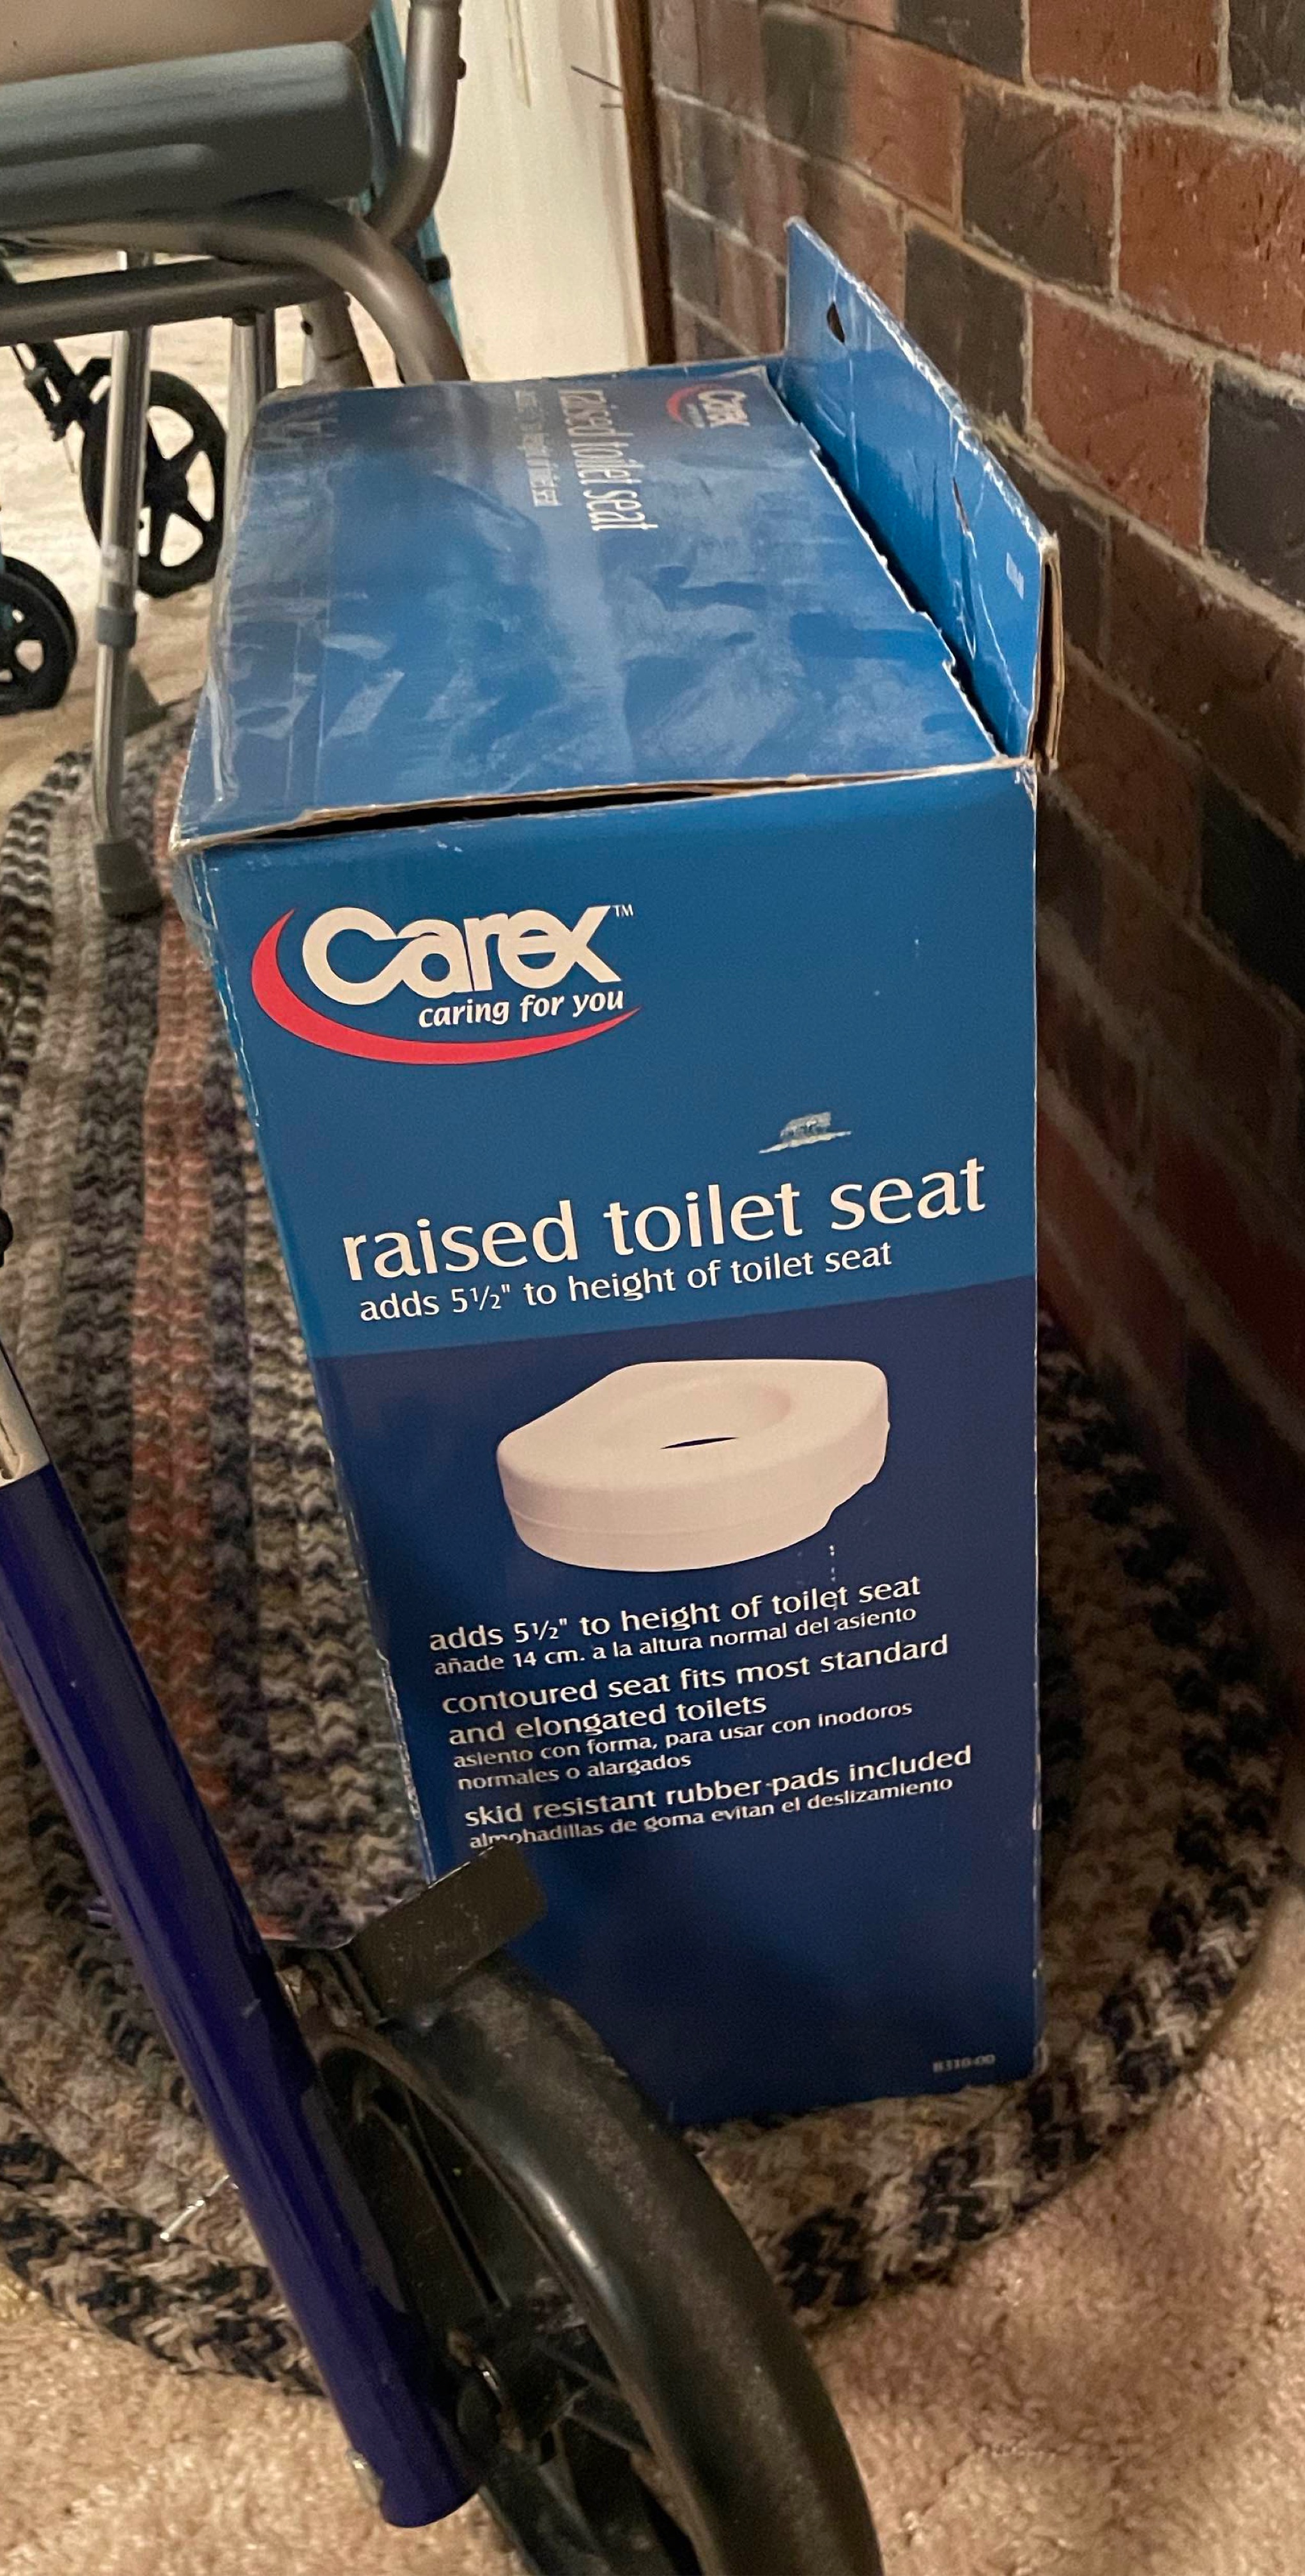 Carex
raised toilet seat
Carex™
caring for you
raised toilet seat
adds 5½" to height of toilet seat
adds 5½" to height of toilet seat
añade 14 cm. a la altura normal del asiento
contoured seat fits most standard
and elongated toilets
asiento con forma, para usar con inodoros
normales o alargados
skid resistant rubber pads included
almohadillas de goma evitan el deslizamiento